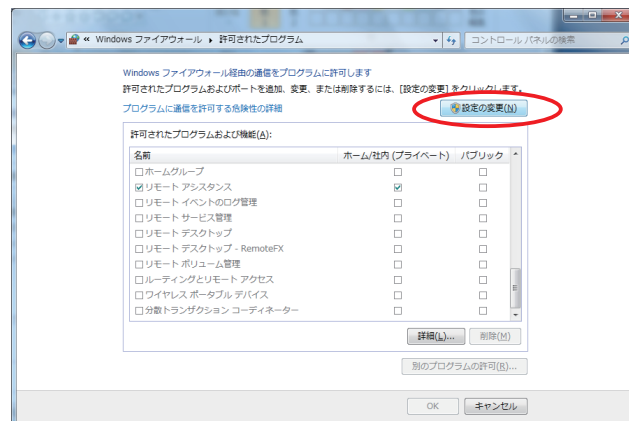 « Windows ファイアウォール ▸ 許可されたプログラム
コントロール パネルの検索
Windows ファイアウォール経由の通信をプログラムに許可します
許可されたプログラムおよびポートを追加、変更、または削除するには、[設定の変更] をクリックします。
プログラムに通信を許可する危険性の詳細
設定の変更(N)
許可されたプログラムおよび機能(A):
名前 ホーム/社内 (プライベート) パブリック
ホームグループ
リモート アシスタンス
リモート イベントのログ管理
リモート サービス管理
リモート デスクトップ
リモート デスクトップ - RemoteFX
リモート ボリューム管理
ルーティングとリモート アクセス
ワイヤレス ポータブル デバイス
分散トランザクション コーディネーター
詳細(L)... 削除(M)
別のプログラムの許可(R)...
OK キャンセル